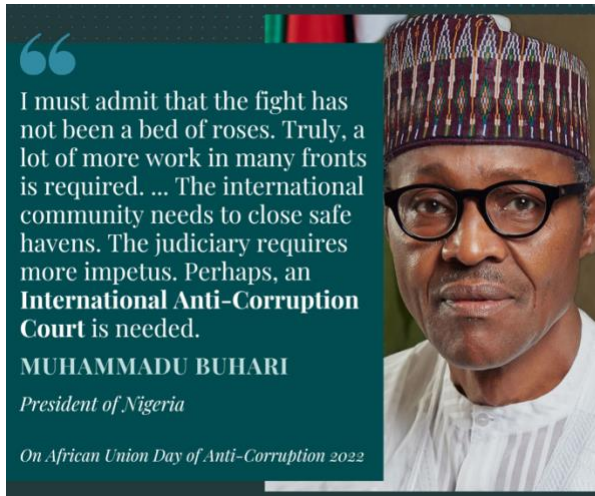 I must admit that the fight has
not been a bed of roses. Truly, a
lot of more work in many fronts
is required. ... The international
community needs to close safe
havens. The judiciary requires
more impetus. Perhaps, an
International Anti-Corruption
Court is needed.
MUHAMMADU BUHARI
President of Nigeria
On African Union Day of Anti-Corruption 2022